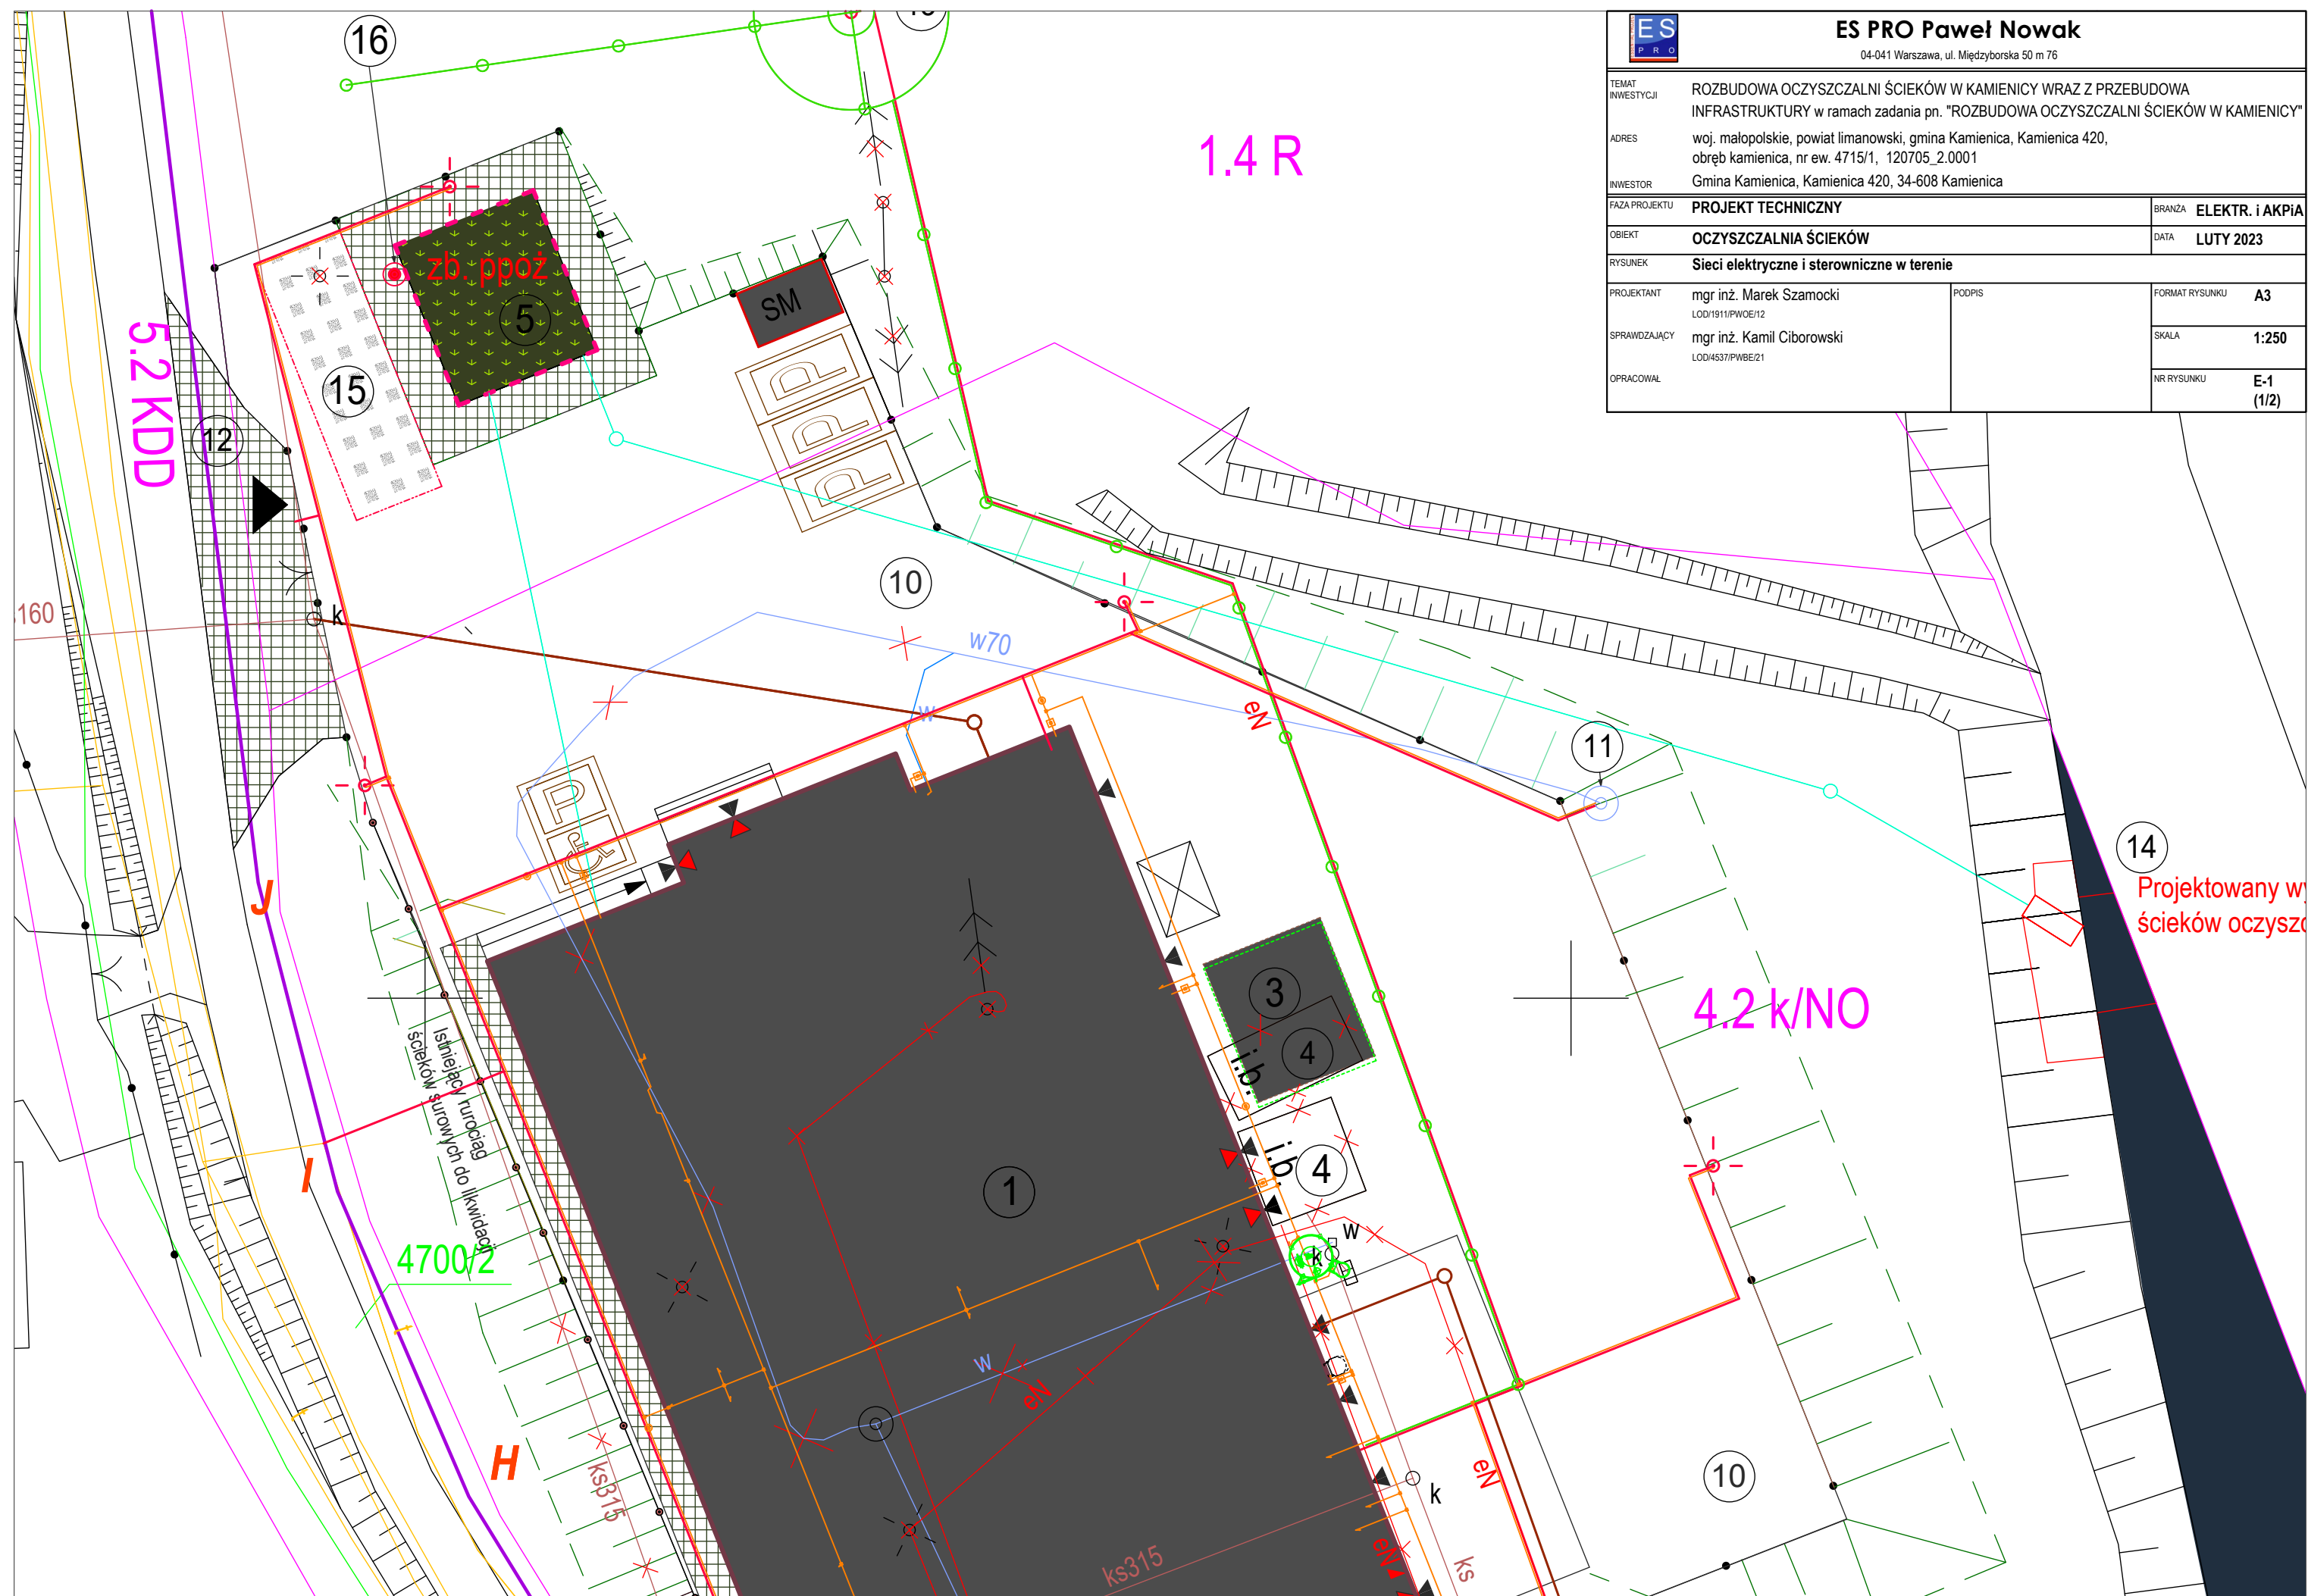 ES
PRO
ES PRO Paweł Nowak
04-041 Warszawa, ul. Międzyborska 50 m 76
TEMAT INWESTYCJI
ROZBUDOWA OCZYSZCZALNI ŚCIEKÓW W KAMIENICY WRAZ Z PRZEBUDOWA
INFRASTRUKTURY w ramach zadania pn. "ROZBUDOWA OCZYSZCZALNI ŚCIEKÓW W KAMIENICY"
ADRES
woj. małopolskie, powiat limanowski, gmina Kamienica, Kamienica 420,
obręb kamienica, nr ew. 4715/1, 120705_2.0001
INWESTOR
Gmina Kamienica, Kamienica 420, 34-608 Kamienica
FAZA PROJEKTU
PROJEKT TECHNICZNY
BRANŻA ELEKTR. i AKPiA
OBIEKT
OCZYSZCZALNIA ŚCIEKÓW
DATA LUTY 2023
RYSUNEK
Sieci elektryczne i sterowniczne w terenie
PROJEKTANT
mgr inż. Marek Szamocki
LOD/1911/PWOE/12
PODPIS
FORMAT RYSUNKU A3
SPRAWDZAJĄCY
mgr inż. Kamil Ciborowski
LOD/4537/PWBE/21
SKALA 1:250
OPRACOWAŁ
NR RYSUNKU E-1
(1/2)
16
1.4 R
zb. ppoż
5
SM
5.2 KDD
15
12
P
P
P
10
160
k
w70
w
eN
11
P
14
Projektowany
ścieków
J
3
4
4.2 k/NO
i.b.
Istniejący rurociąg
ścieków surowych do likwidacji
i.b.
4
I
1
4700/2
w
k
w
eN
H
ks315
eN
10
k
ks315
eN
ks